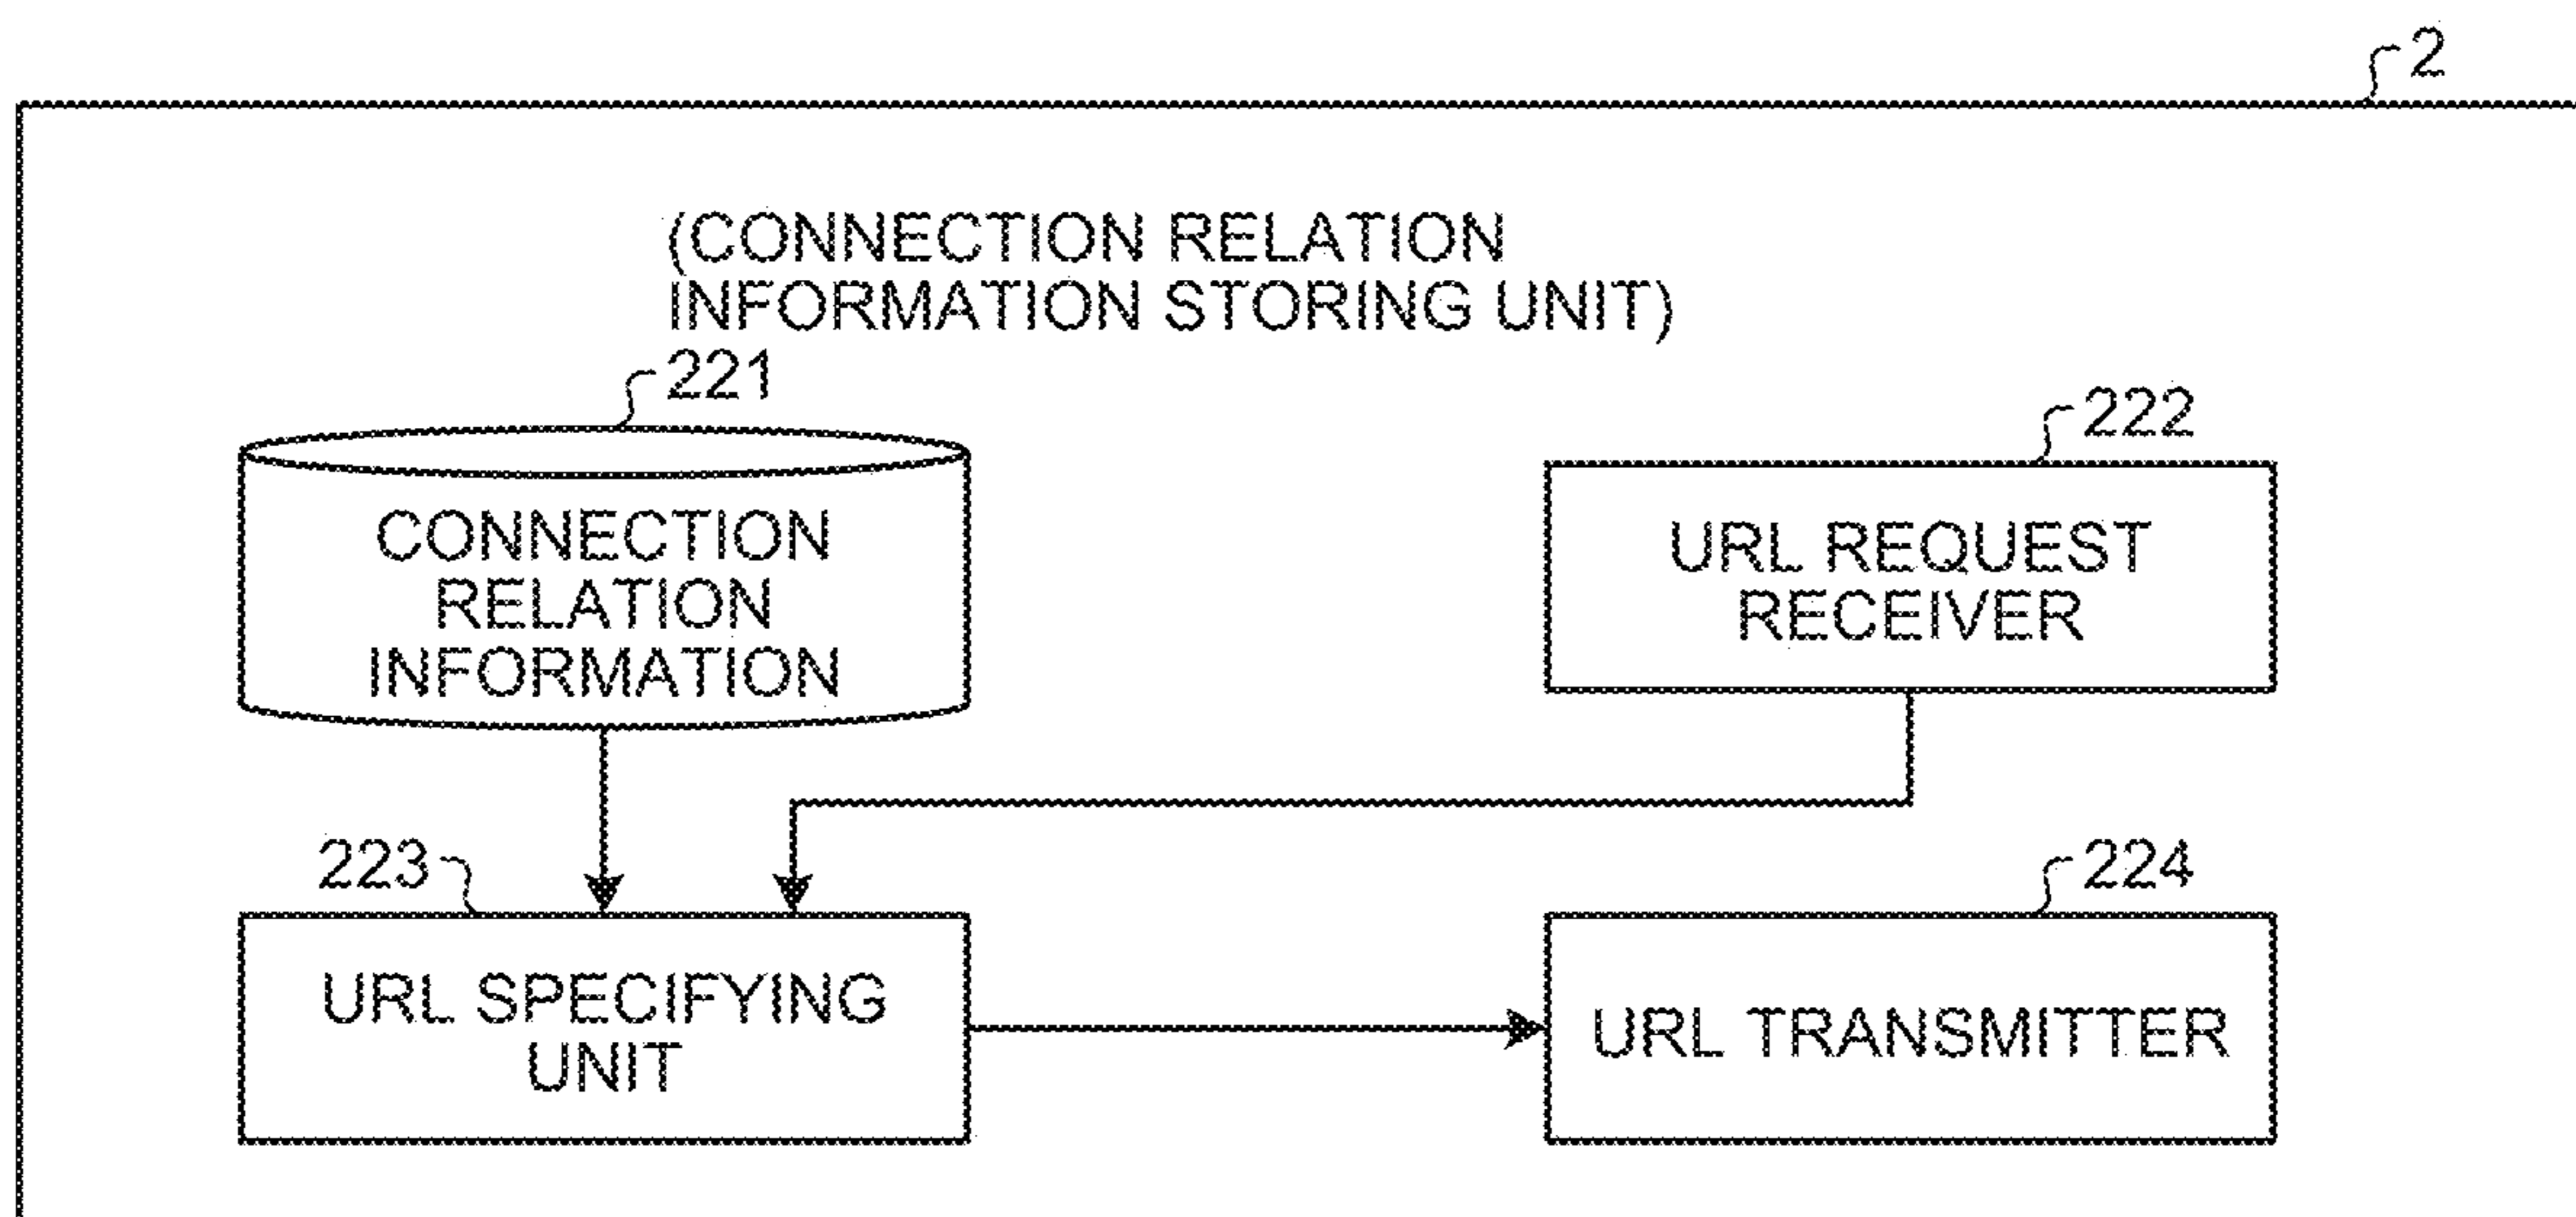 2
(CONNECTION RELATION
INFORMATION STORING UNIT)
221
222
CONNECTION
RELATION
INFORMATION
URL REQUEST
RECEIVER
223
224
URL SPECIFYING
UNIT
URL TRANSMITTER